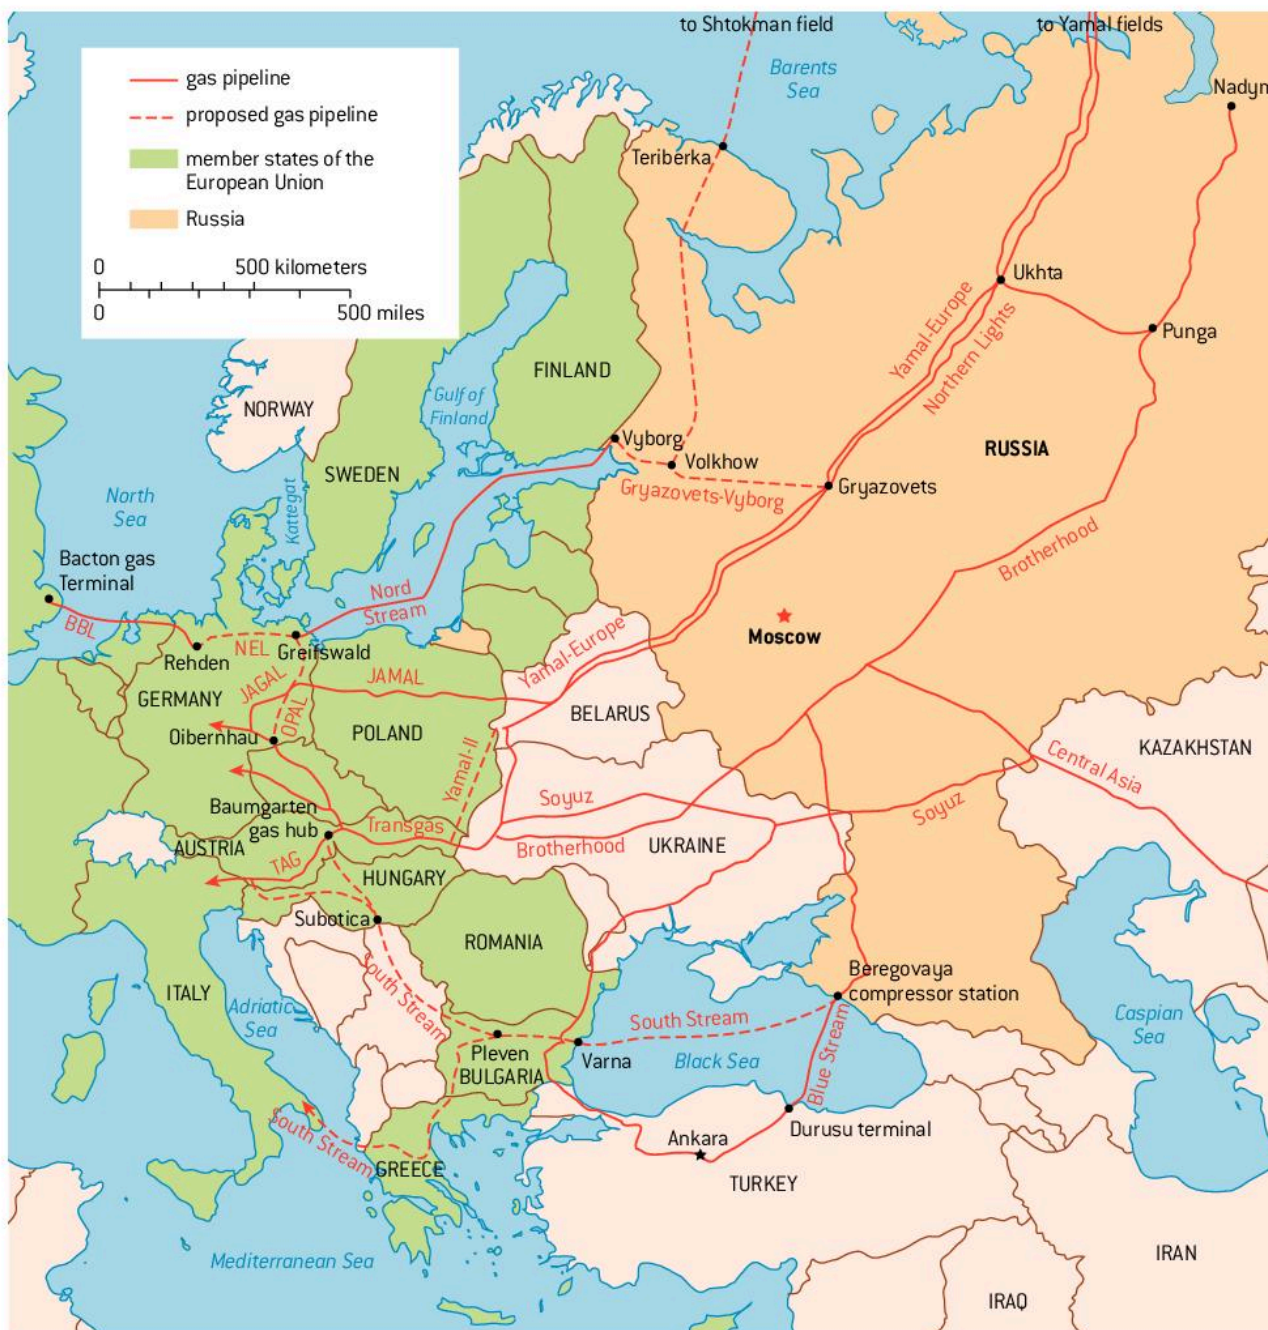 to Shtokman field
to Yamal fields
gas pipeline
proposed gas pipeline
member states of the
European Union
Russia
0
500 kilometers
0
500 miles
Barents
Sea
Nadym
Teriberka
Ukhta
Punga
Yamal-Europe
Northern Lights
FINLAND
Gulf of
Finland
NORWAY
SWEDEN
Vyborg
Volkhow
Gryazovets-Vyborg
Gryazovets
RUSSIA
North
Sea
Kattegat
Brotherhood
Bacton gas
Terminal
BBL
Nord
Stream
Moscow
NEL
Greifswald
Rehden
GERMANY
JAGAL
OPAL
JAMAL
Yamal-Europe
BELARUS
Oibernhau
POLAND
Yamal-II
KAZAKHSTAN
Central Asia
Soyuz
Soyuz
Baumgarten
gas hub
Transgas
Brotherhood
UKRAINE
AUSTRIA
TAG
HUNGARY
Subotica
ROMANIA
South Stream
Beregovaya
compressor station
ITALY
Adriatic
Sea
South Stream
Caspian
Sea
Pleven
BULGARIA
Varna
Black Sea
Blue Stream
South Stream
GREECE
Ankara
Durusu terminal
TURKEY
Mediterranean Sea
IRAN
IRAQ